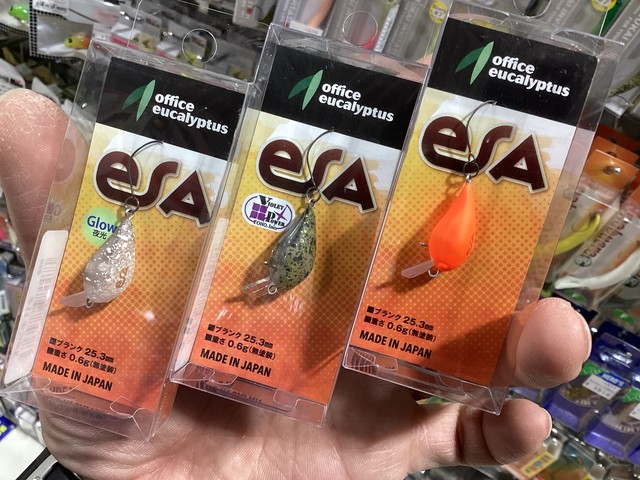 office
eucalyptus
esA
Glow
夜光
■ブランク 25.3mm
■重さ 0.6g(無塗装)
MADE IN JAPAN
office
eucalyptus
esA
VIOLET
POWER
■ブランク 25.3mm
■重さ 0.6g(無塗装)
MADE IN JAPAN
office
eucalyptus
esA
■ブランク 25.3mm
■重さ 0.6g(無塗装)
MADE IN JAPAN